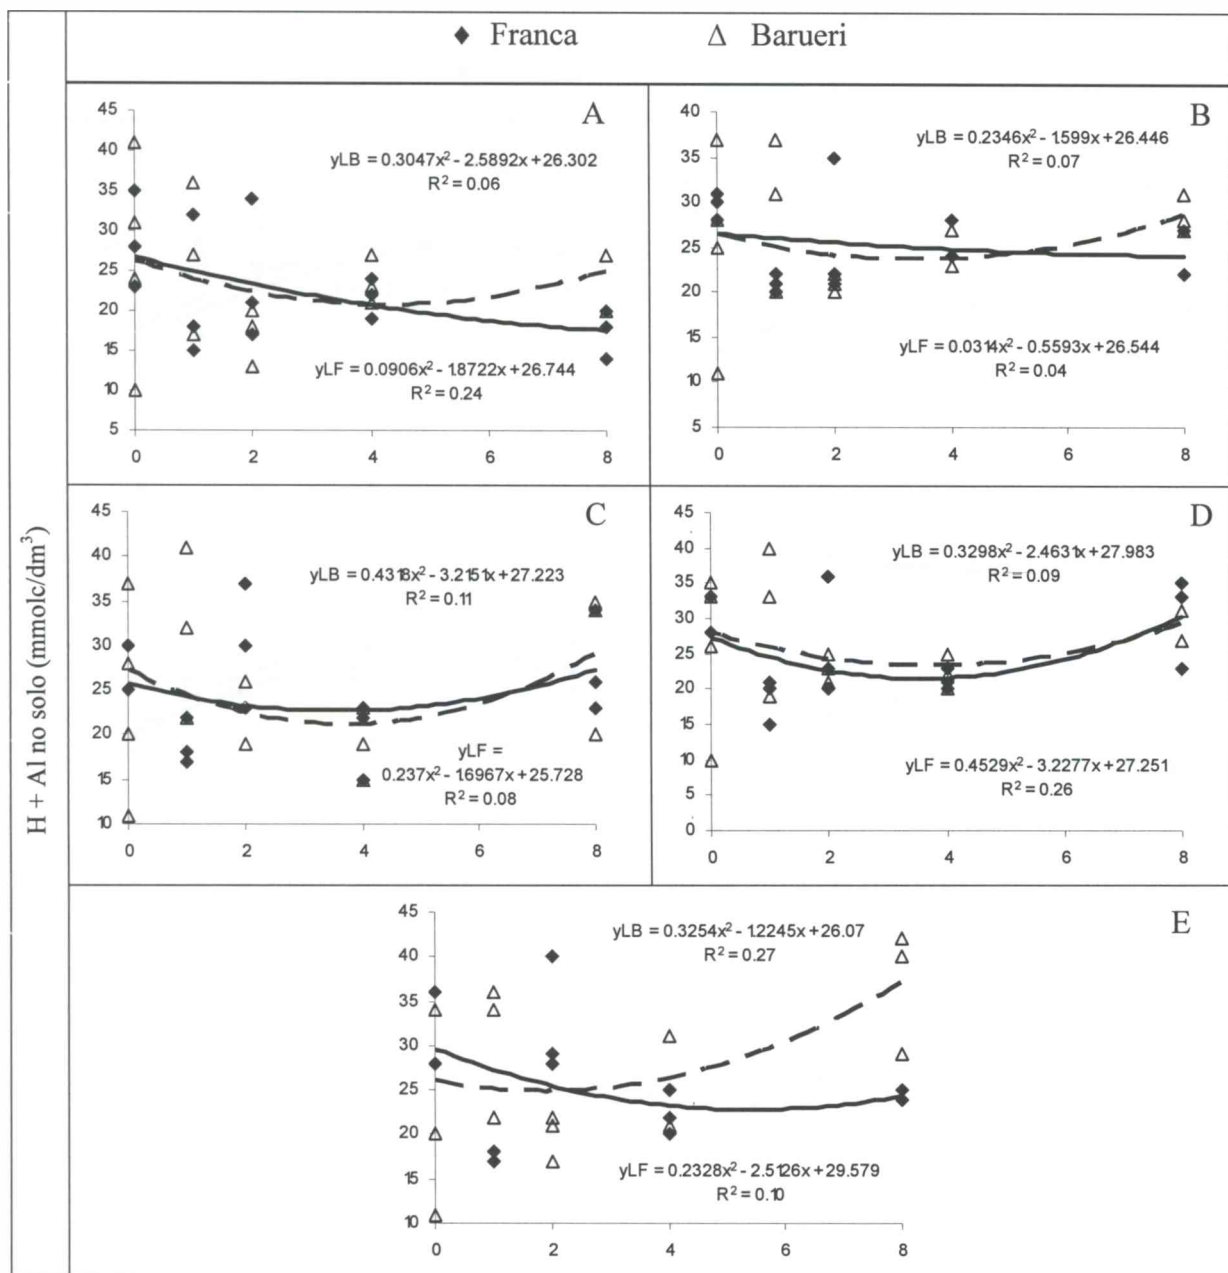 ◆ Franca △ Barueri
H + Al no solo (mmolc/dm³)
A
45
40
35
30
25
20
15
10
5
0 2 4 6 8
yLB = 0.3047x² - 2.5892x + 26.302
R² = 0.06
yLF = 0.0906x² - 1.8722x + 26.744
R² = 0.24
B
40
35
30
25
20
15
10
5
0 2 4 6 8
yLB = 0.2346x² - 1.599x + 26.446
R² = 0.07
yLF = 0.0314x² - 0.5593x + 26.544
R² = 0.04
C
45
40
35
30
25
20
15
10
0 2 4 6 8
yLB = 0.4318x² - 3.2151x + 27.223
R² = 0.11
yLF =
0.237x² - 1.6967x + 25.728
R² = 0.08
D
45
40
35
30
25
20
15
10
5
0
0 2 4 6 8
yLB = 0.3298x² - 2.4631x + 27.983
R² = 0.09
yLF = 0.4529x² - 3.2277x + 27.251
R² = 0.26
E
45
40
35
30
25
20
15
10
0 2 4 6 8
yLB = 0.3254x² - 1.2245x + 26.07
R² = 0.27
yLF = 0.2328x² - 2.5126x + 29.579
R² = 0.10